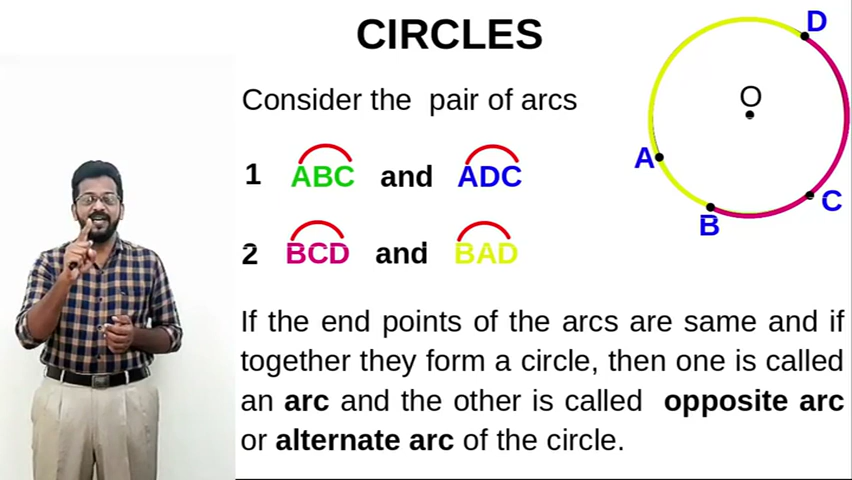 CIRCLES
Consider the pair of arcs
1 ABC and ADC
2 BCD and BAD
If the end points of the arcs are same and if
together they form a circle, then one is called
an arc and the other is called opposite arc
or alternate arc of the circle.
D
O
A
C
B